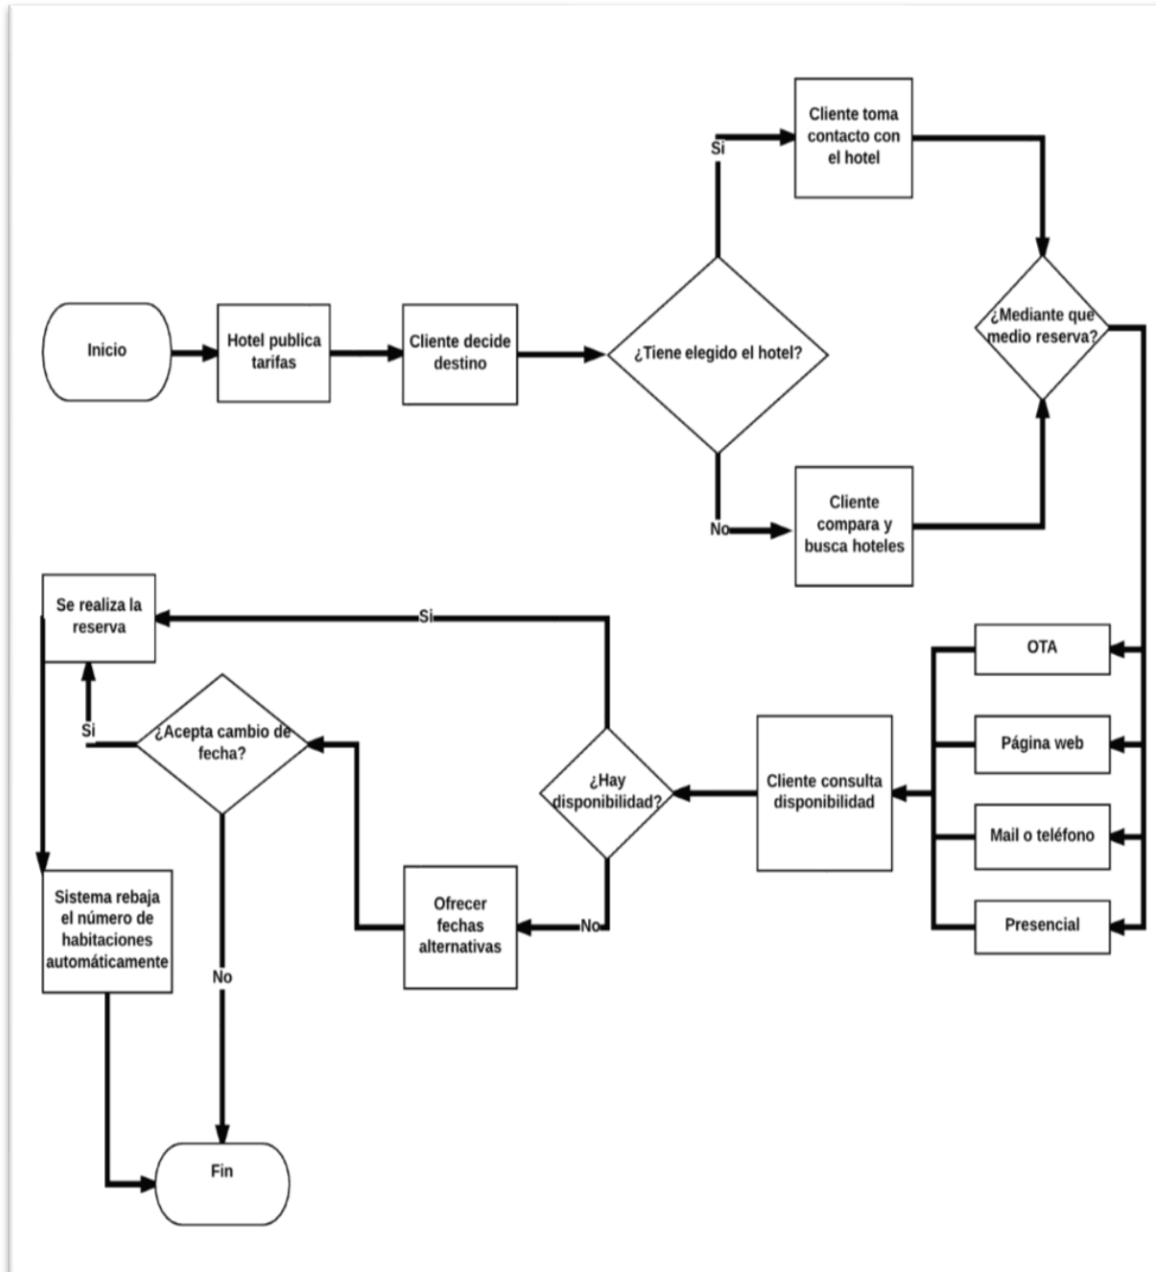 Cliente toma
contacto con
el hotel
Si
Inicio
Hotel publica
tarifas
Cliente decide
destino
¿Tiene elegido el hotel?
¿Mediante que
medio reserva?
No
Cliente
compara y
busca hoteles
OTA
Página web
Mail o teléfono
Presencial
Cliente consulta
disponibilidad
¿Hay
disponibilidad?
Si
No
Se realiza la
reserva
Ofrecer
fechas
alternativas
¿Acepta cambio de
fecha?
Si
No
Sistema rebaja
el número de
habitaciones
automáticamente
Fin